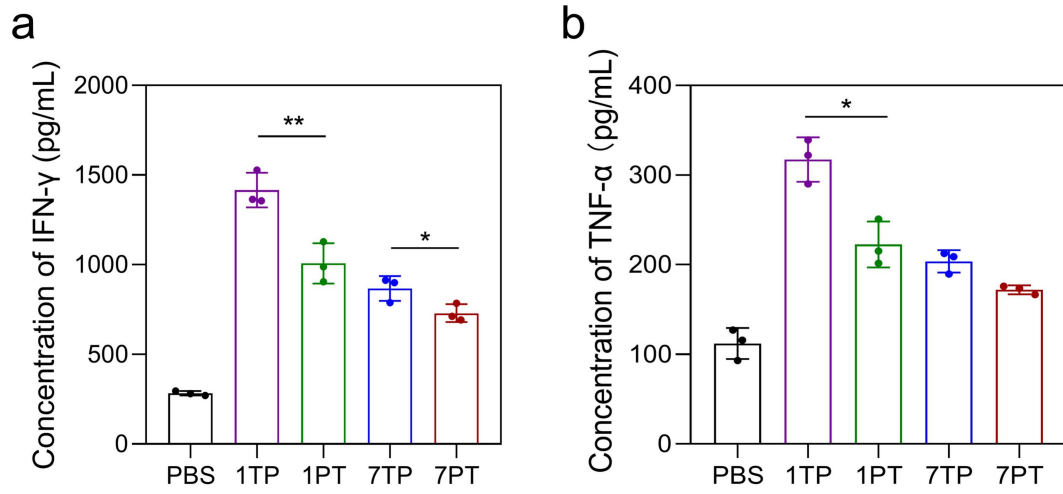 a
Concentration of IFN-γ (pg/mL)
2000
1500
1000
500
0
**
*
PBS 1TP 1PT 7TP 7PT
b
Concentration of TNF-α（pg/mL)
400
300
200
100
0
*
PBS 1TP 1PT 7TP 7PT